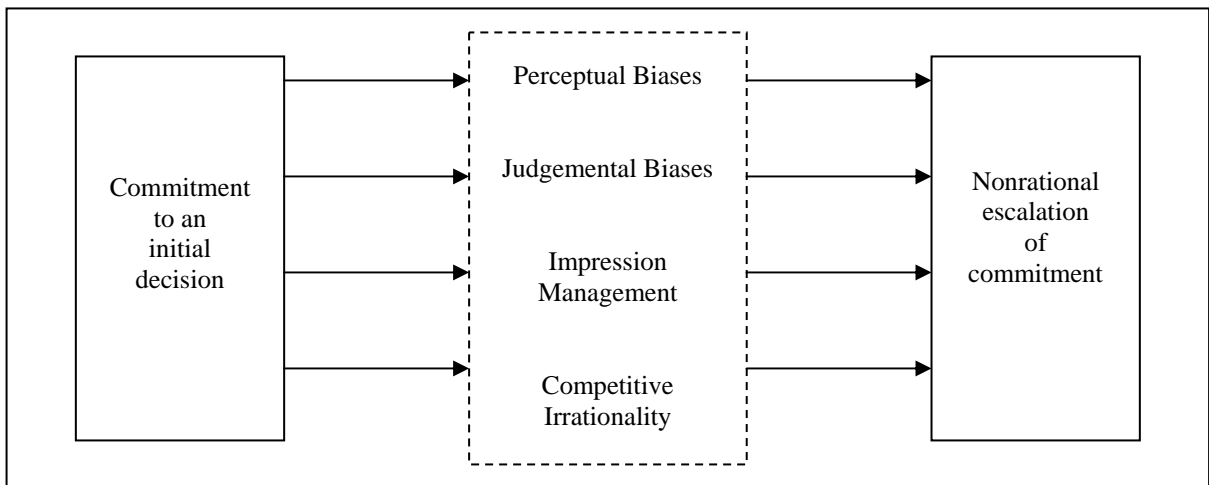 Commitment
to an
initial
decision
Perceptual Biases
Judgemental Biases
Impression
Management
Competitive
Irrationality
Nonrational
escalation
of
commitment